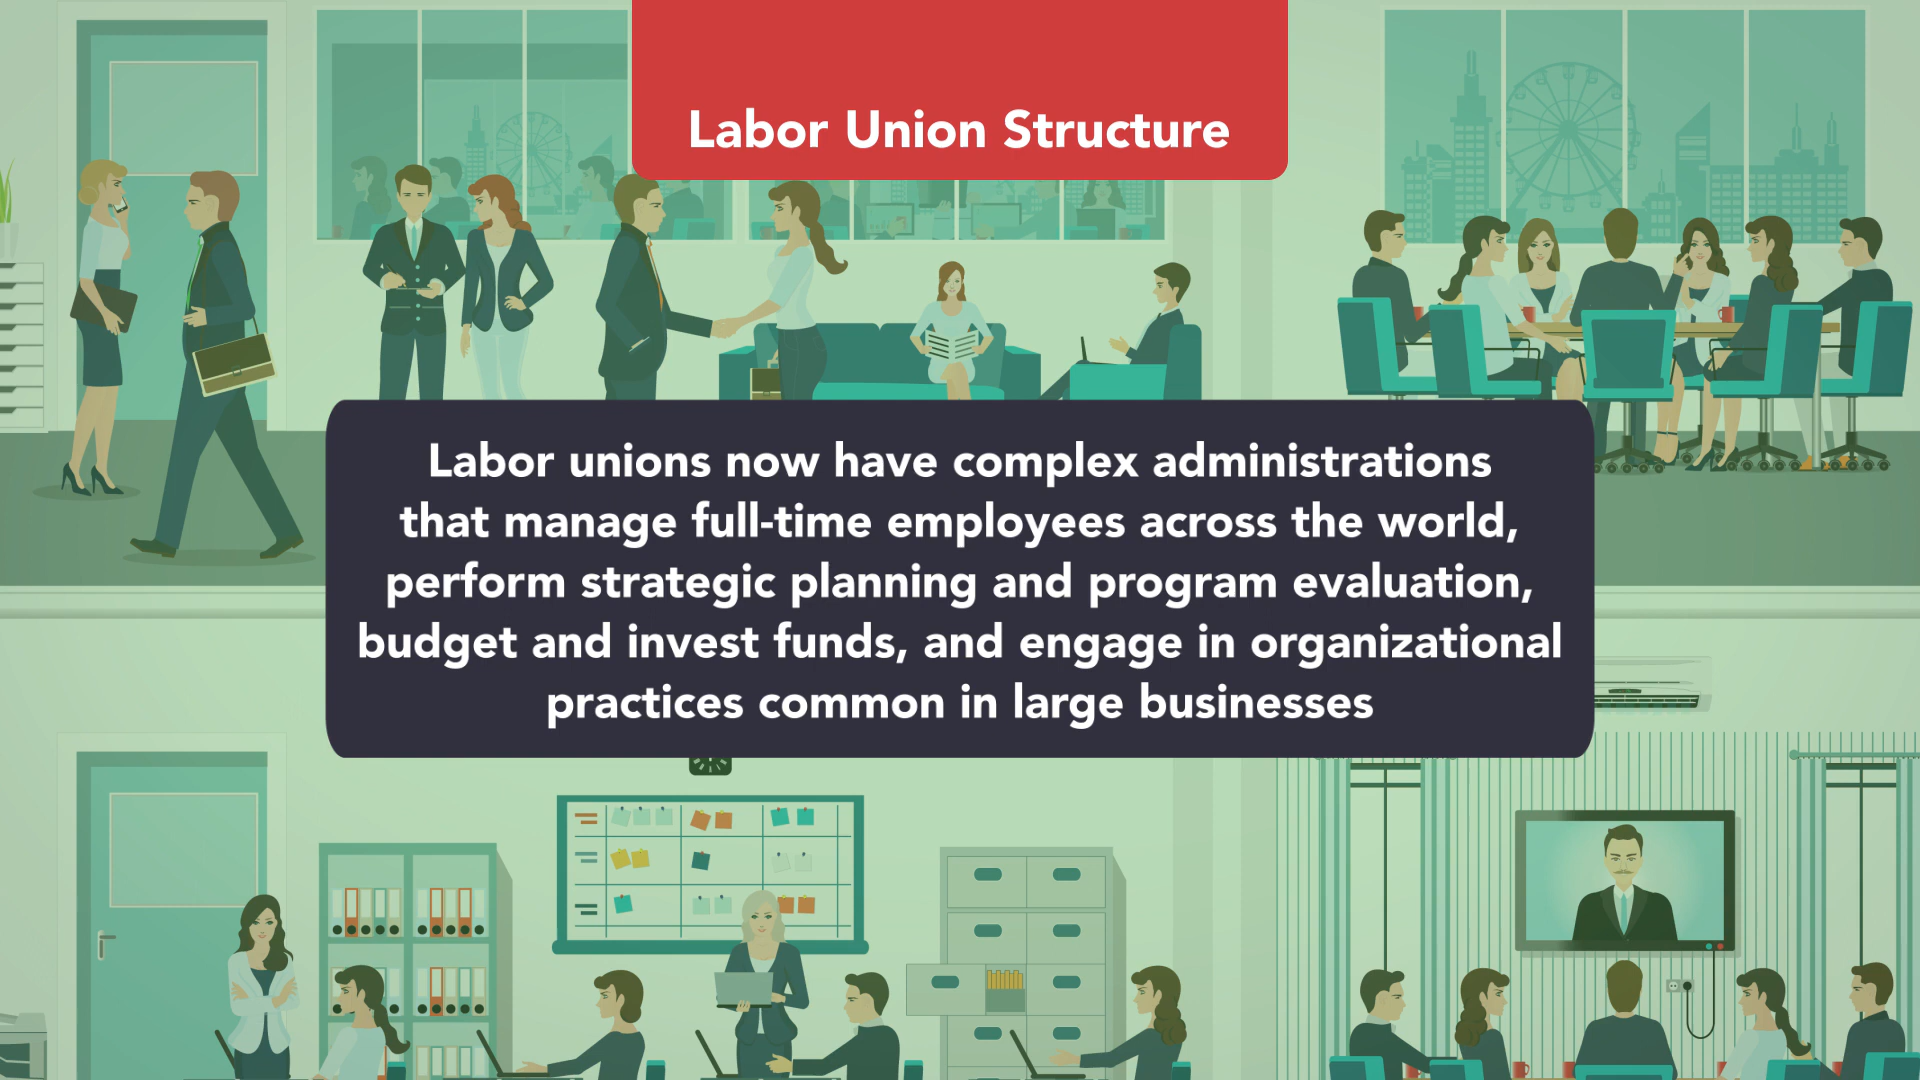 Labor Union Structure
Labor unions now have complex administrations
that manage full-time employees across the world,
perform strategic planning and program evaluation,
budget and invest funds, and engage in organizational
practices common in large businesses